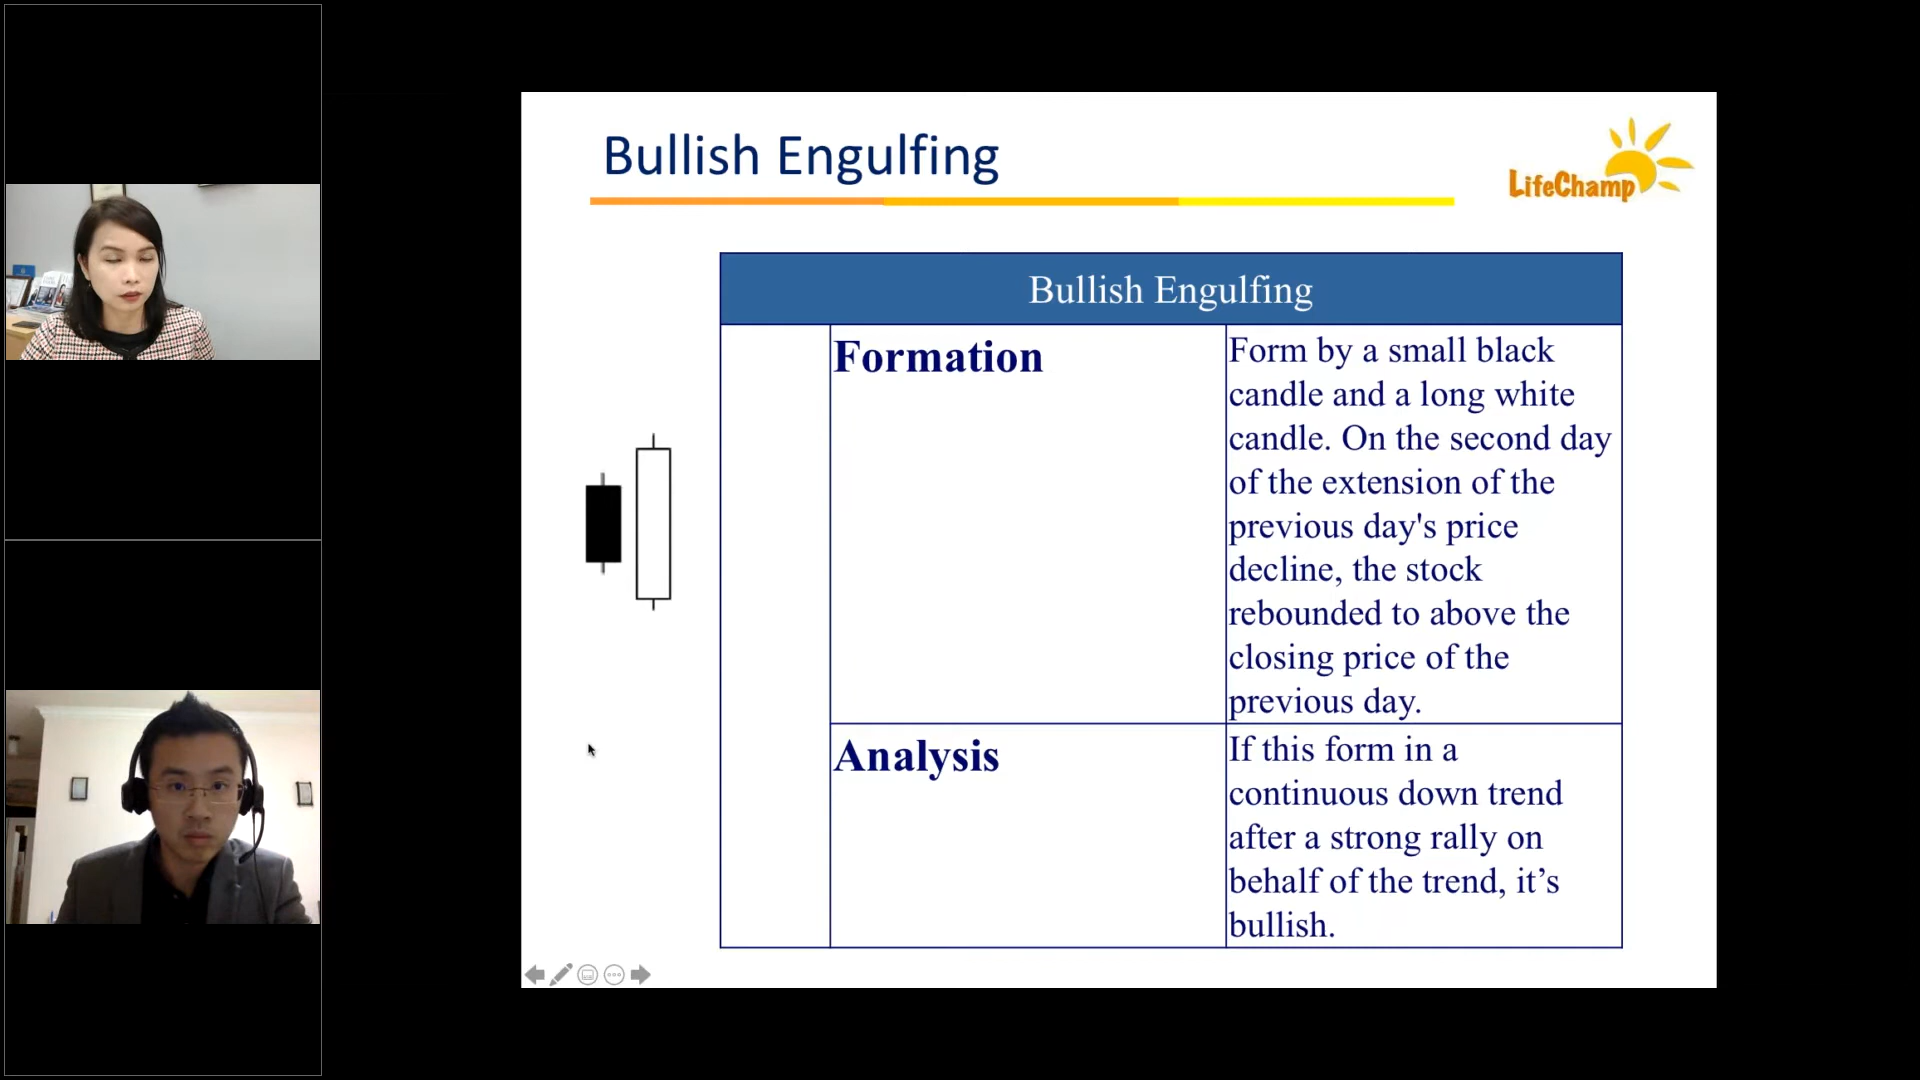 Bullish Engulfing
LifeChamp
Bullish Engulfing
Formation
Form by a small black
candle and a long white
candle. On the second day
of the extension of the
previous day's price
decline, the stock
rebounded to above the
closing price of the
previous day.
Analysis
If this form in a
continuous down trend
after a strong rally on
behalf of the trend, it’s
bullish.